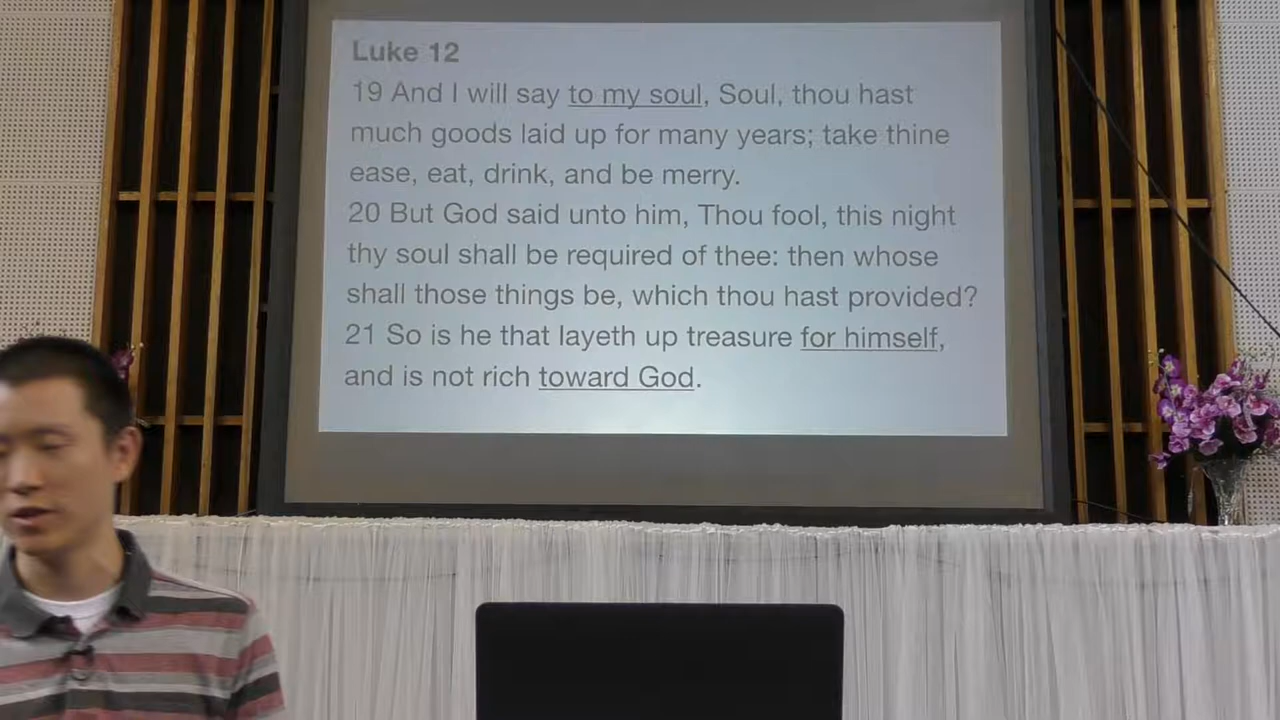 Luke 12
19 And I will say to my soul, Soul, thou hast
much goods laid up for many years; take thine
ease, eat, drink, and be merry.
20 But God said unto him, Thou fool, this night
thy soul shall be required of thee: then whose
shall those things be, which thou hast provided?
21 So is he that layeth up treasure for himself,
and is not rich toward God.